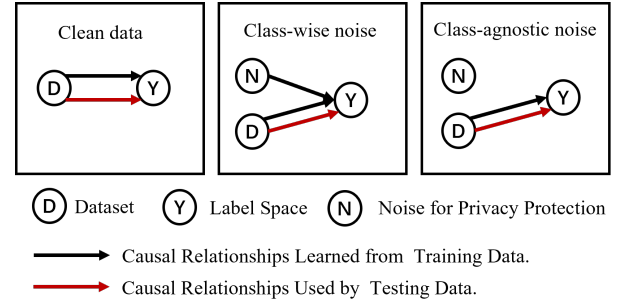 Clean data
D Y
Class-wise noise
N
Y
D
Class-agnostic noise
N
Y
D
D Dataset Y Label Space N Noise for Privacy Protection
Causal Relationships Learned from Training Data.
Causal Relationships Used by Testing Data.